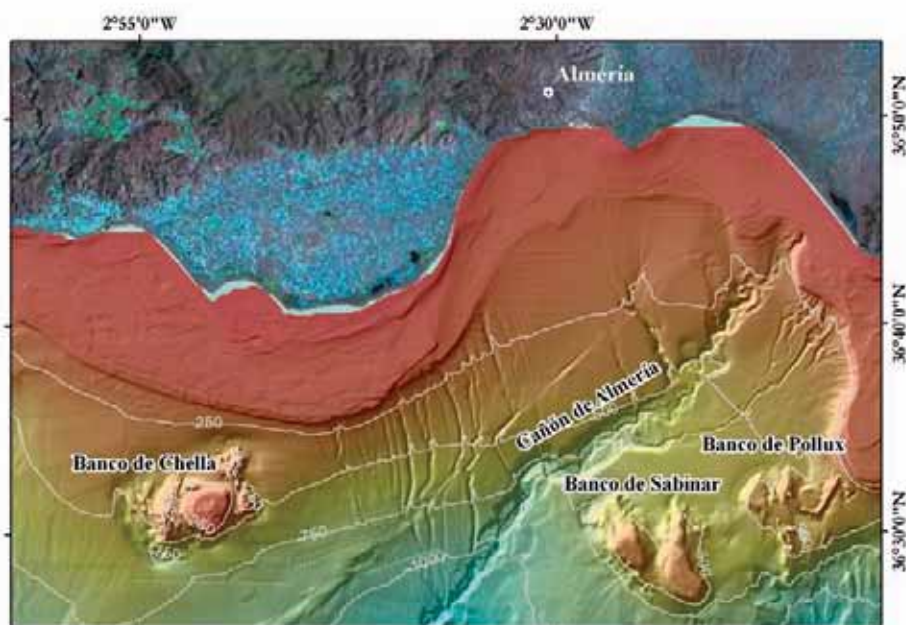 2°55'0"W
2°30'0"W
Almería
36°50'0"N
36°40'0"N
36°30'0"N
250
Cañón de Almería
Banco de Chella
Banco de Pollux
Banco de Sabinar